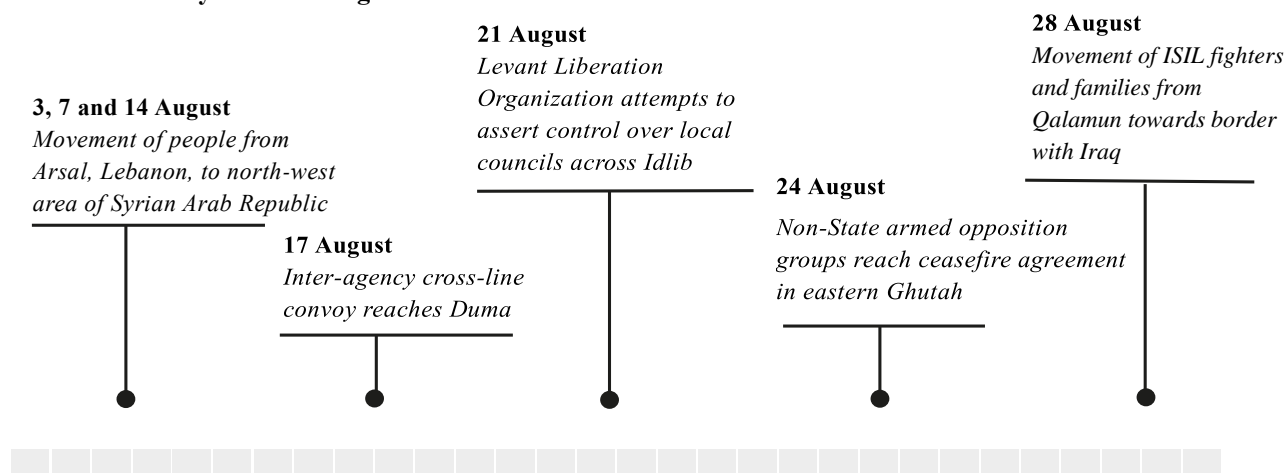 3, 7 and 14 August
Movement of people from
Arsal, Lebanon, to north-west
area of Syrian Arab Republic
17 August
Inter-agency cross-line
convoy reaches Duma
21 August
Levant Liberation
Organization attempts to
assert control over local
councils across Idlib
24 August
Non-State armed opposition
groups reach ceasefire agreement
in eastern Ghutah
28 August
Movement of ISIL fighters
and families from
Qalamun towards border
with Iraq